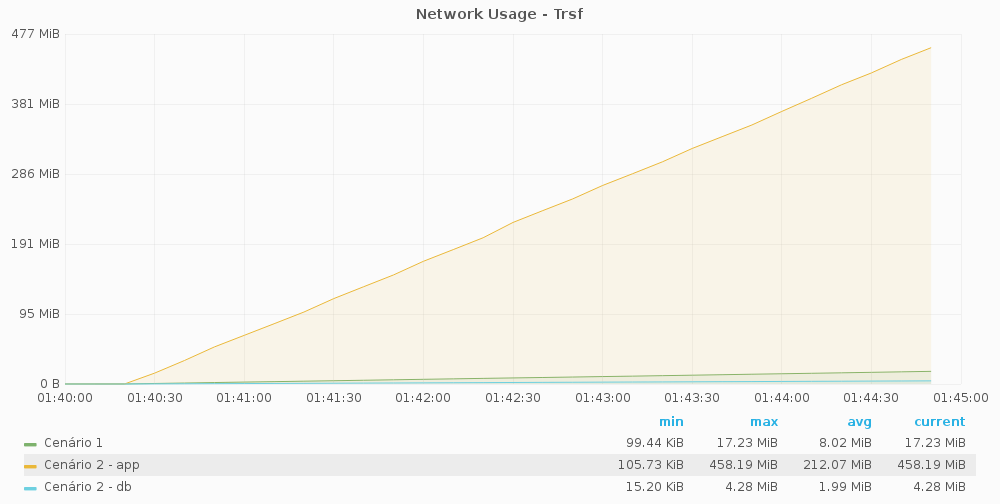 Network Usage - Trsf
477 MiB
381 MiB
286 MiB
191 MiB
95 MiB
0 B
01:40:00 01:40:30 01:41:00 01:41:30 01:42:00 01:42:30 01:43:00 01:43:30 01:44:00 01:44:30 01:45:00
min max avg current
Cenário 1 99.44 KiB 17.23 MiB 8.02 MiB 17.23 MiB
Cenário 2 - app 105.73 KiB 458.19 MiB 212.07 MiB 458.19 MiB
Cenário 2 - db 15.20 KiB 4.28 MiB 1.99 MiB 4.28 MiB